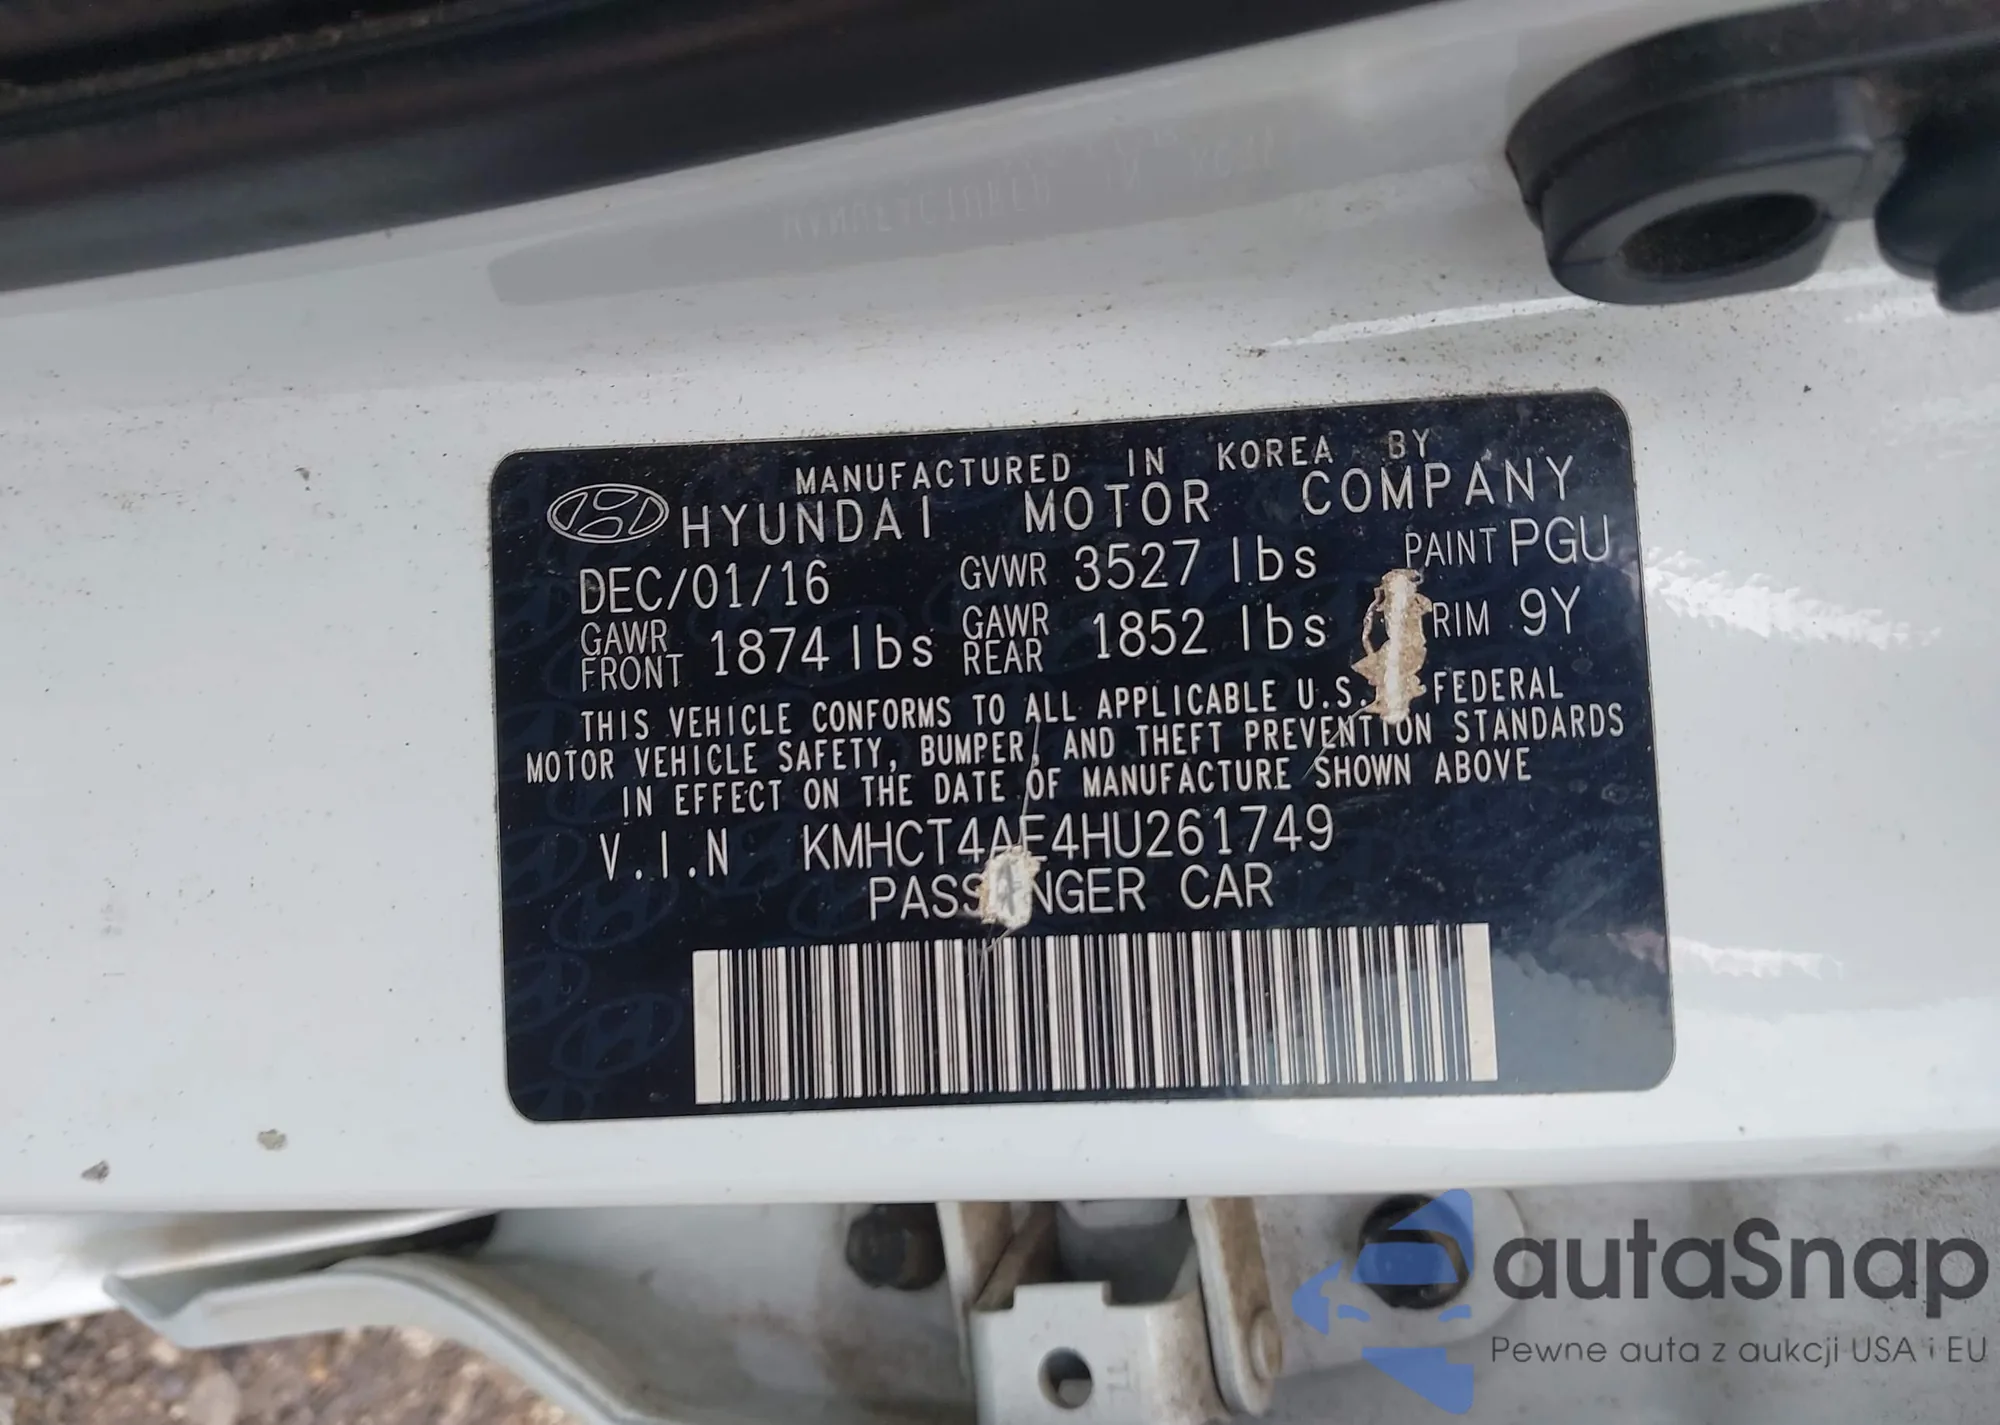 MANUFACTURED IN KOREA BY
HYUNDAI MOTOR COMPANY
DEC/01/16 GVWR 3527 lbs PAINT PGU
GAWR FRONT 1874 lbs GAWR REAR 1852 lbs TRIM 9Y
THIS VEHICLE CONFORMS TO ALL APPLICABLE U.S. FEDERAL
MOTOR VEHICLE SAFETY, BUMPER, AND THEFT PREVENTION STANDARDS
IN EFFECT ON THE DATE OF MANUFACTURE SHOWN ABOVE
V.I.N KMHCT4AE4HU261749
PASSENGER CAR
autaSnap
Pewne auta z aukcji USA i EU